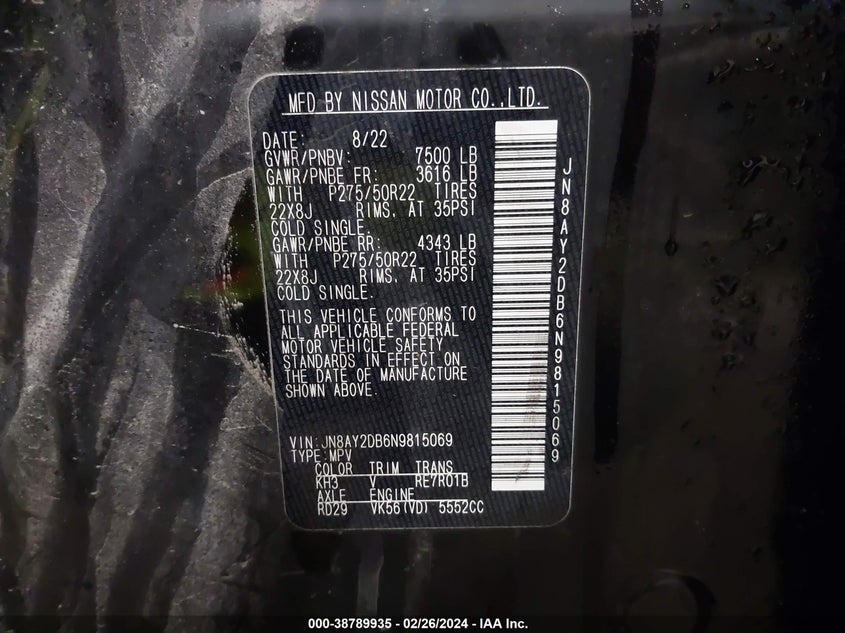 MFD BY NISSAN MOTOR CO.,LTD.
DATE: 8/22
GVWR/PNBV: 7500 LB
GAWR/PNBE FR: 3616 LB
WITH P275/50R22 TIRES
22X8J RIMS, AT 35PSI
COLD SINGLE.
GAWR/PNBE RR: 4343 LB
WITH P275/50R22 TIRES
22X8J RIMS, AT 35PSI
COLD SINGLE.
THIS VEHICLE CONFORMS TO
ALL APPLICABLE FEDERAL
MOTOR VEHICLE SAFETY
STANDARDS IN EFFECT ON
THE DATE OF MANUFACTURE
SHOWN ABOVE.
VIN:JN8AY2DB6N9815069
TYPE:MPV
COLOR TRIM TRANS
KH3 V RE7R01B
AXLE ENGINE
RD29 VK56(VD) 5552CC
JN8AY2DB6N9815069
000-38789935 - 02/26/2024 - IAA Inc.